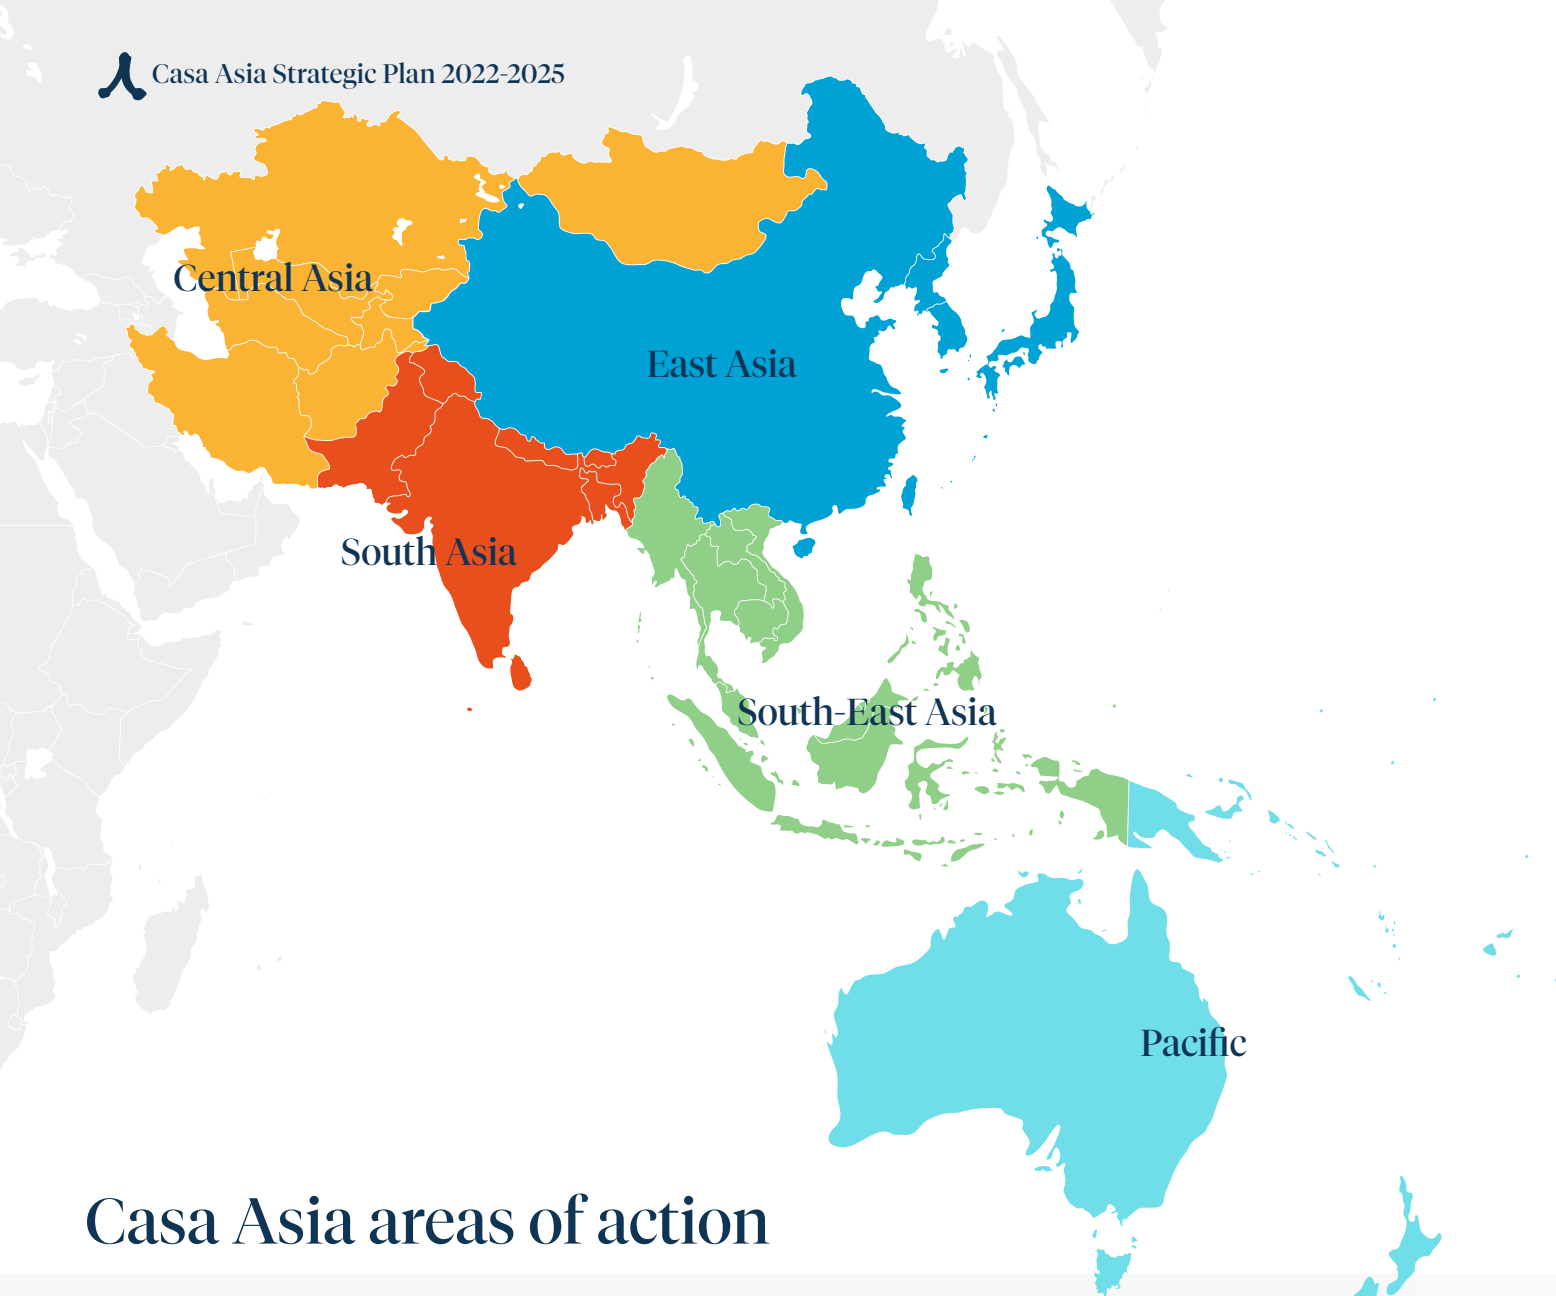 Casa Asia Strategic Plan 2022-2025
Central Asia
East Asia
South Asia
South-East Asia
Pacific
Casa Asia areas of action